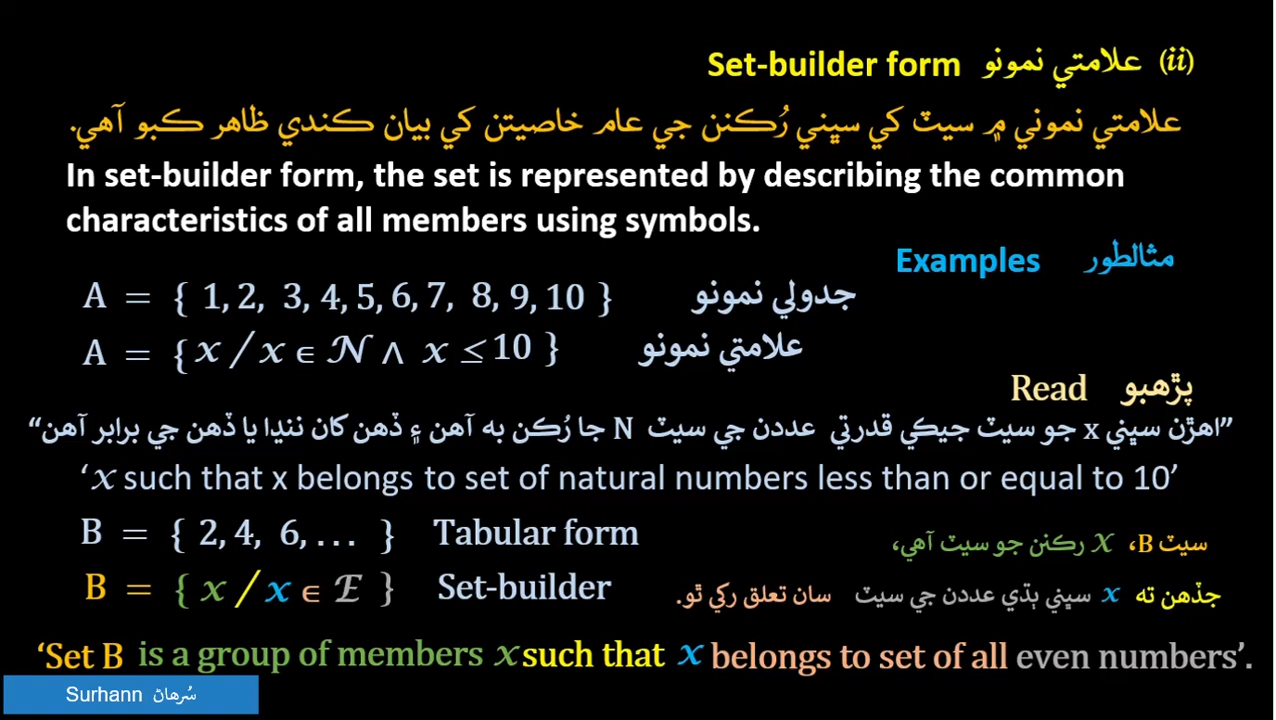 (ii) علامتي نمونو Set-builder form
علامتي نموني ۾ سيٽ کي سڀني رُڪنن جي عام خاصيتن کي بيان ڪندي ظاهر ڪبو آهي.
In set-builder form, the set is represented by describing the common
characteristics of all members using symbols.
Examples مثالطور
A = { 1, 2, 3, 4, 5, 6, 7, 8, 9, 10 } جدولي نمونو
A = { x / x ∈ N ∧ x ≤ 10 } علامتي نمونو
Read پڙهبو
”اهڙن سڀني x جو سيٽ جيڪي قدرتي عددن جي سيٽ N جا رُڪن به آهن ۽ ڏهن کان ننڍا يا ڏهن جي برابر آهن“
‘x such that x belongs to set of natural numbers less than or equal to 10’
B = { 2, 4, 6, … } Tabular form
سيٽ B، x رڪنن جو سيٽ آهي،
B = { x / x ∈ E } Set-builder
جڏهن ته x سڀني ٻڌي عددن جي سيٽ سان تعلق رکي ٿو.
‘Set B is a group of members x such that x belongs to set of all even numbers’.
Surhann سُرهاڻ